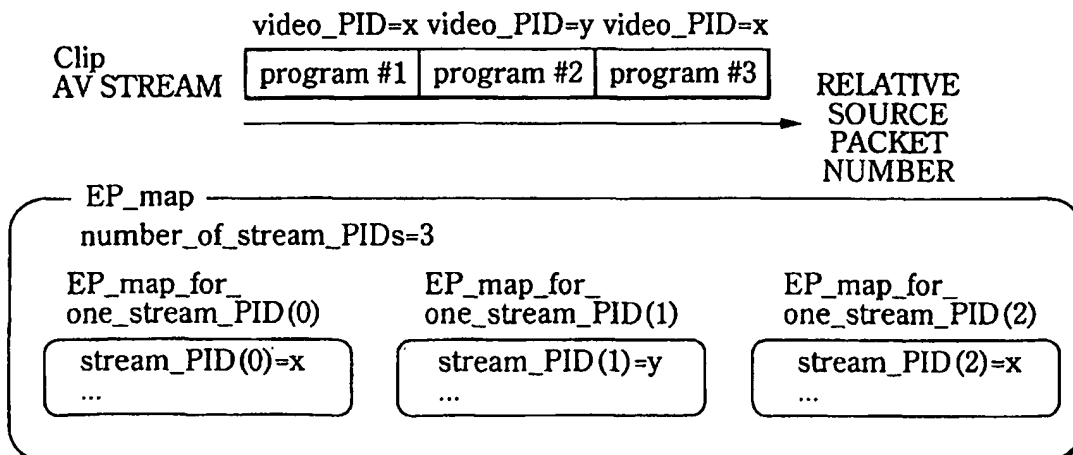 video_PID=x video_PID=y video_PID=x
Clip
AV STREAM
program #1 program #2 program #3
RELATIVE
SOURCE
PACKET
NUMBER
EP_map
number_of_stream_PIDs=3
EP_map_for_
one_stream_PID(0)
stream_PID(0)=x
...
EP_map_for_
one_stream_PID(1)
stream_PID(1)=y
...
EP_map_for_
one_stream_PID(2)
stream_PID(2)=x
...